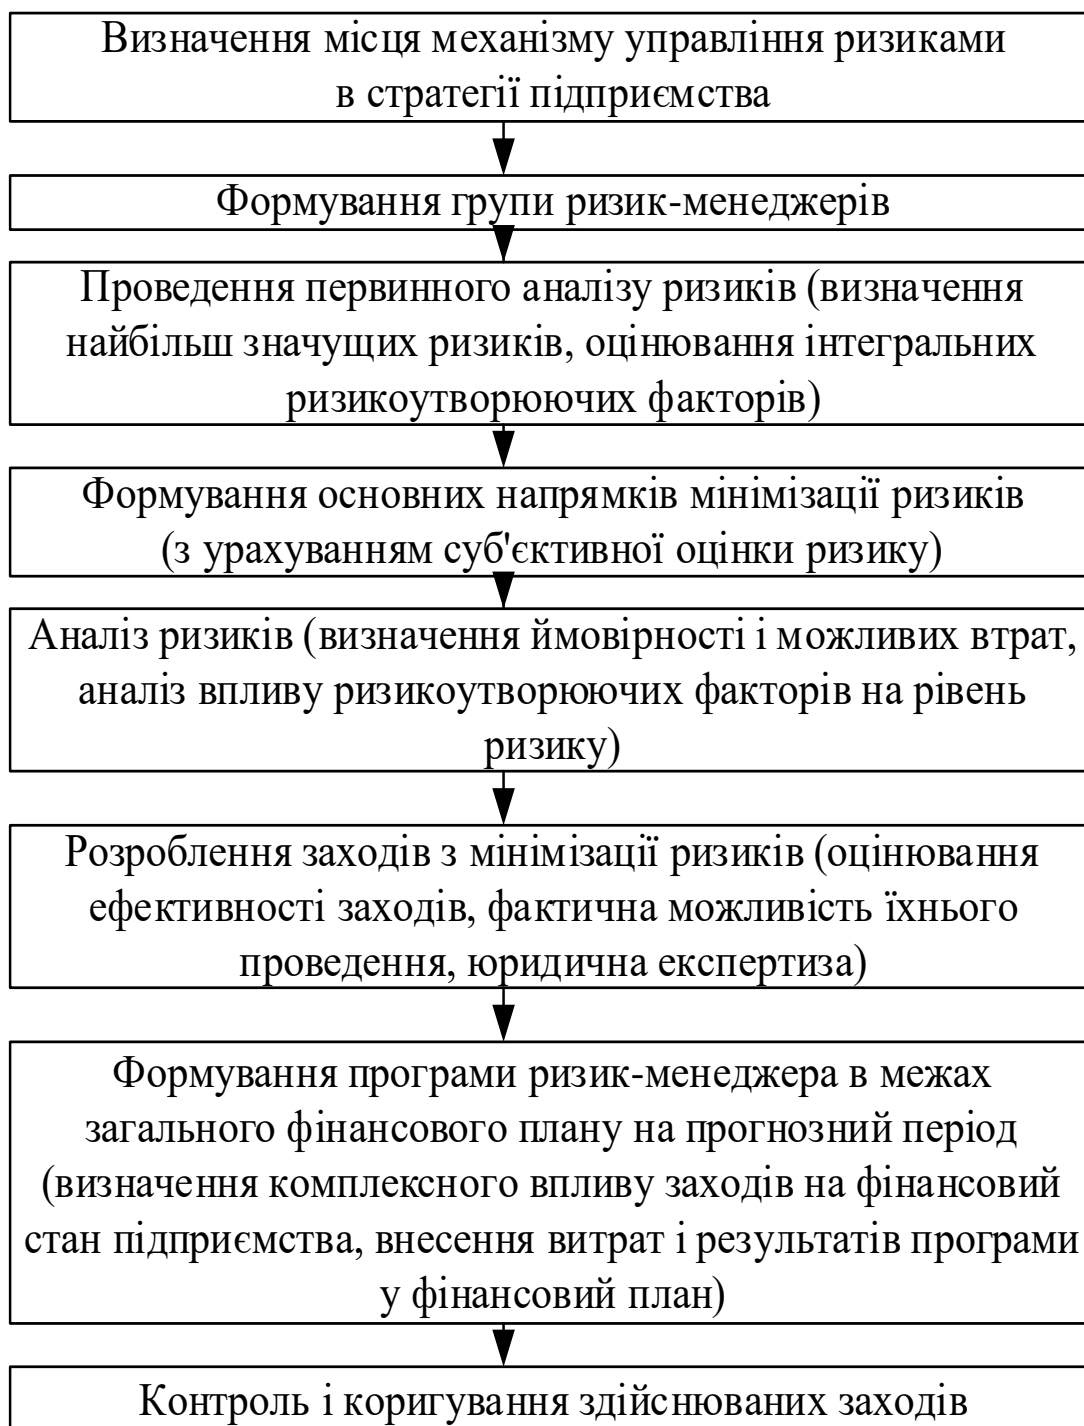 Визначення місця механізму управління ризиками
в стратегії підприємства
Формування групи ризик-менеджерів
Проведення первинного аналізу ризиків (визначення
найбільш значущих ризиків, оцінювання інтегральних
ризикоутворюючих факторів)
Формування основних напрямків мінімізації ризиків
(з урахуванням суб'єктивної оцінки ризику)
Аналіз ризиків (визначення ймовірності і можливих втрат,
аналіз впливу ризикоутворюючих факторів на рівень
ризику)
Розроблення заходів з мінімізації ризиків (оцінювання
ефективності заходів, фактична можливість їхнього
проведення, юридична експертиза)
Формування програми ризик-менеджера в межах
загального фінансового плану на прогнозний період
(визначення комплексного впливу заходів на фінансовий
стан підприємства, внесення витрат і результатів програми
у фінансовий план)
Контроль і коригування здійснюваних заходів